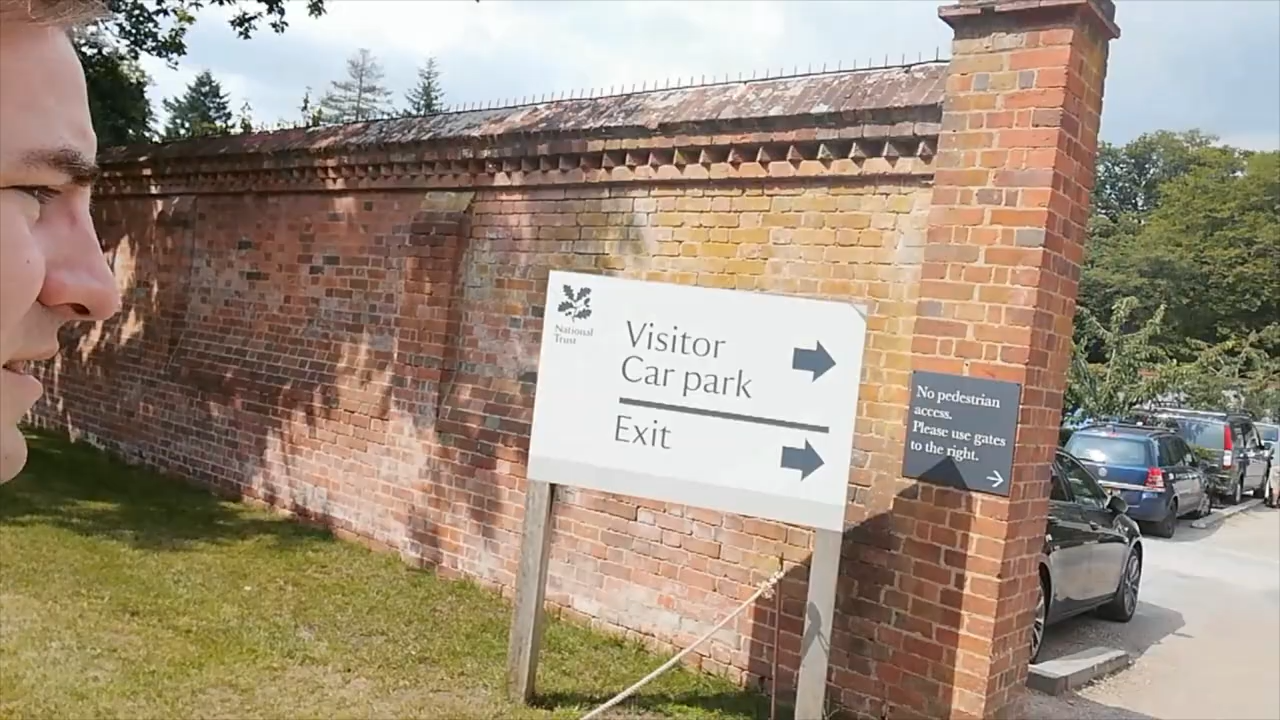 National
Trust
Visitor
Car park
Exit
No pedestrian
access.
Please use gates
to the right.